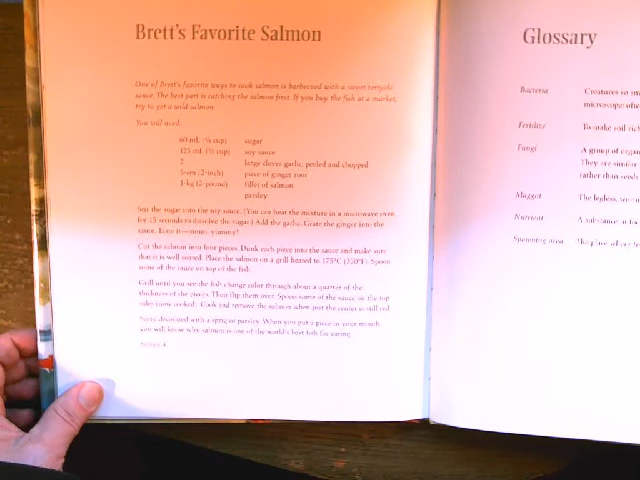 Brett's Favorite Salmon
One of Brett's favorite ways to cook salmon is barbecued with a sweet teriyaki
sauce. The best part is catching the salmon first. If you buy the fish at a market,
try to get a wild salmon.
You will need:
60 mL (¼ cup) sugar
125 mL (½ cup) soy sauce
2 large cloves garlic, peeled and chopped
5-cm (2-inch) piece of ginger root
1-kg (2-pound) fillet of salmon
parsley
Stir the sugar into the soy sauce. (You can heat the mixture in a microwave oven
for 15 seconds to dissolve the sugar.) Add the garlic. Grate the ginger into the
sauce. Taste it—mmm, yummy!
Cut the salmon into four pieces. Dunk each piece into the sauce and make sure
that it is well coated. Place the salmon on a grill heated to 175°C (350°F). Spoon
some of the sauce on top of the fish.
Grill until you see the fish change color through about a quarter of the
thickness of the pieces. Then flip them over. Spoon some of the sauce on the top
sides Cook and remove the salmon when just the center is still red.
Serve decorated with a sprig of parsley. When you put a piece in your mouth,
you will know why salmon is one of the world's best fish for eating.
Serves 4
Glossary
Bacteria Creatures so
microscope;
Fertilize To make soil
Fungi A group of
They are similar
rather than seeds
Maggot The legless,
Nutrient A substance in
Spawning area The place where